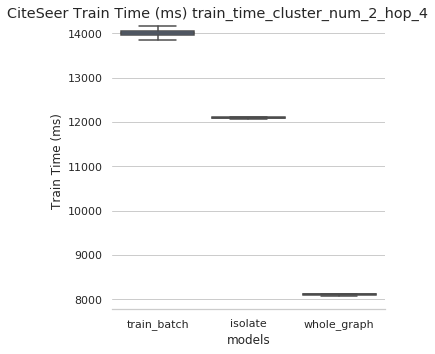 CiteSeer Train Time (ms) train_time_cluster_num_2_hop_4
14000
13000
12000
11000
10000
9000
8000
Train Time (ms)
train_batch isolate whole_graph
models